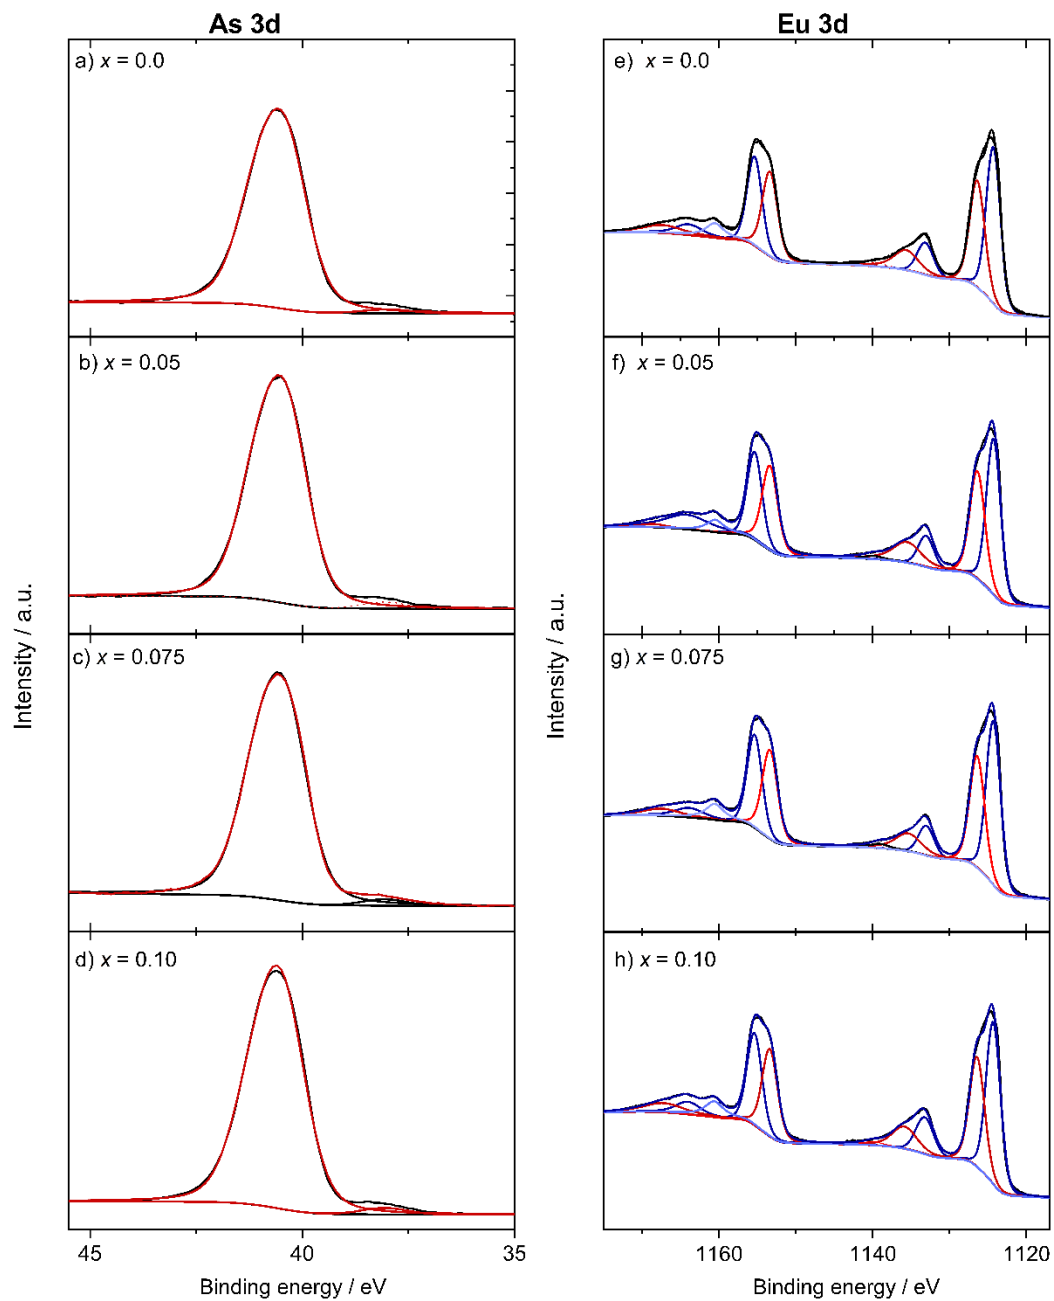 As 3d
Eu 3d
a) x = 0.0
b) x = 0.05
c) x = 0.075
d) x = 0.10
e) x = 0.0
f) x = 0.05
g) x = 0.075
h) x = 0.10
Intensity / a.u.
Intensity / a.u.
45 40 35
Binding energy / eV
1160 1140 1120
Binding energy / eV